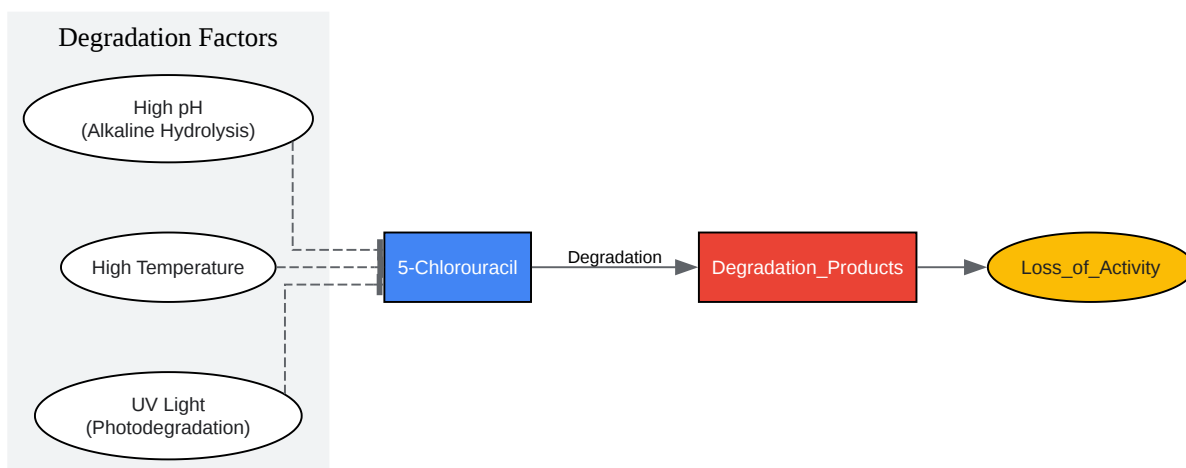 Degradation Factors
High pH
(Alkaline Hydrolysis)
High Temperature
UV Light
(Photodegradation)
5-Chlorouracil
Degradation
Degradation_Products
Loss_of_Activity